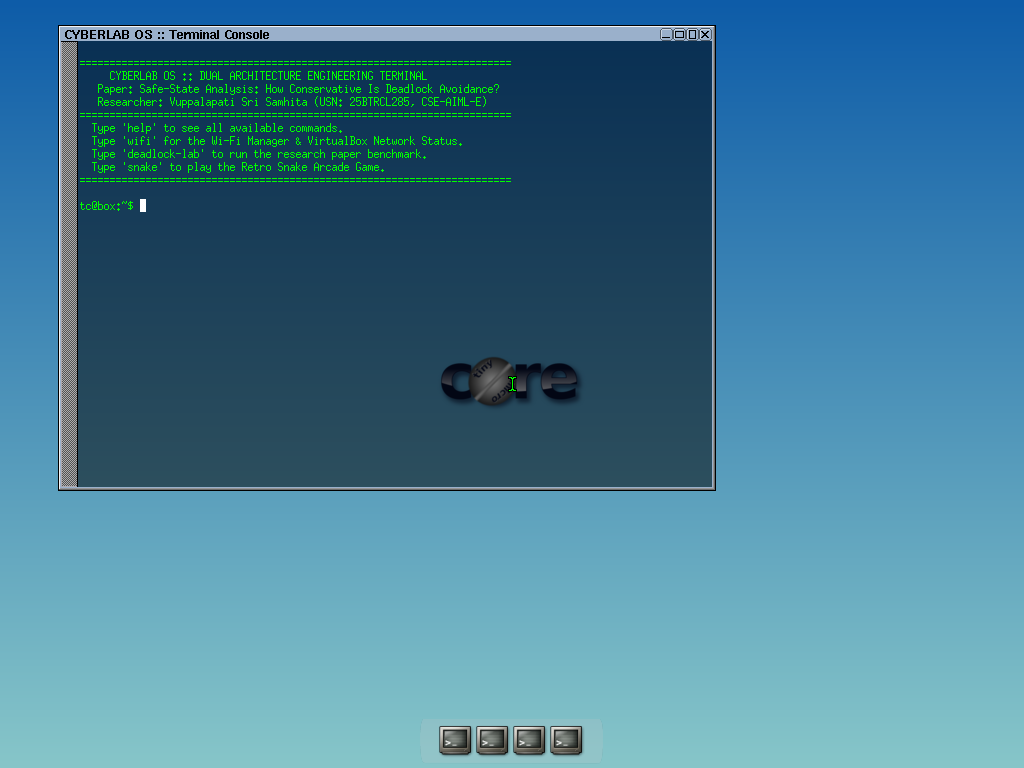 CYBERLAB OS :: Terminal Console
========================================================================
CYBERLAB OS :: DUAL ARCHITECTURE ENGINEERING TERMINAL
Paper: Safe-State Analysis: How Conservative Is Deadlock Avoidance?
Researcher: Vuppalapati Sri Samhita (USN: 25BTRCL205, CSE-AIML-E)
========================================================================
Type 'help' to see all available commands.
Type 'wifi' for the Wi-Fi Manager & VirtualBox Network Status.
Type 'deadlock-lab' to run the research paper benchmark.
Type 'snake' to play the Retro Snake Arcade Game.
========================================================================
tc@box:~$
core
tiny
>_ >_ >_ >_